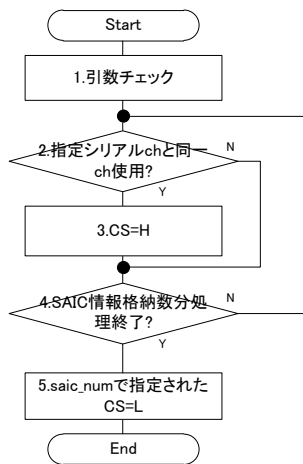 Start
1.引数チェック
2.指定シリアルchと同一
ch使用?
N
Y
3.CS=H
4.SAIC情報格納数分処
理終了?
N
Y
5.saic_numで指定された
CS=L
End